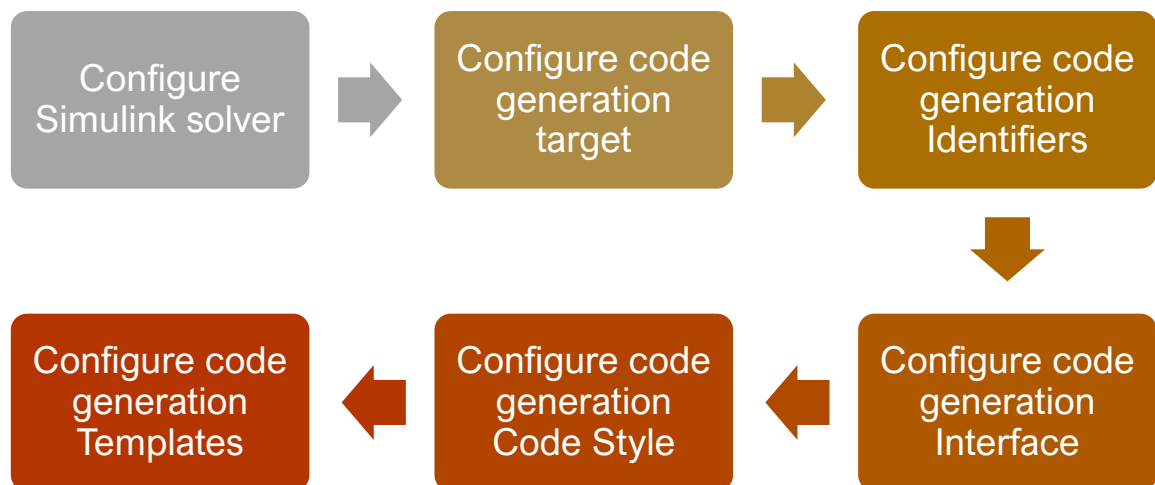 Configure
Simulink solver
Configure code
generation
target
Configure code
generation
Identifiers
Configure code
generation
Interface
Configure code
generation
Code Style
Configure code
generation
Templates